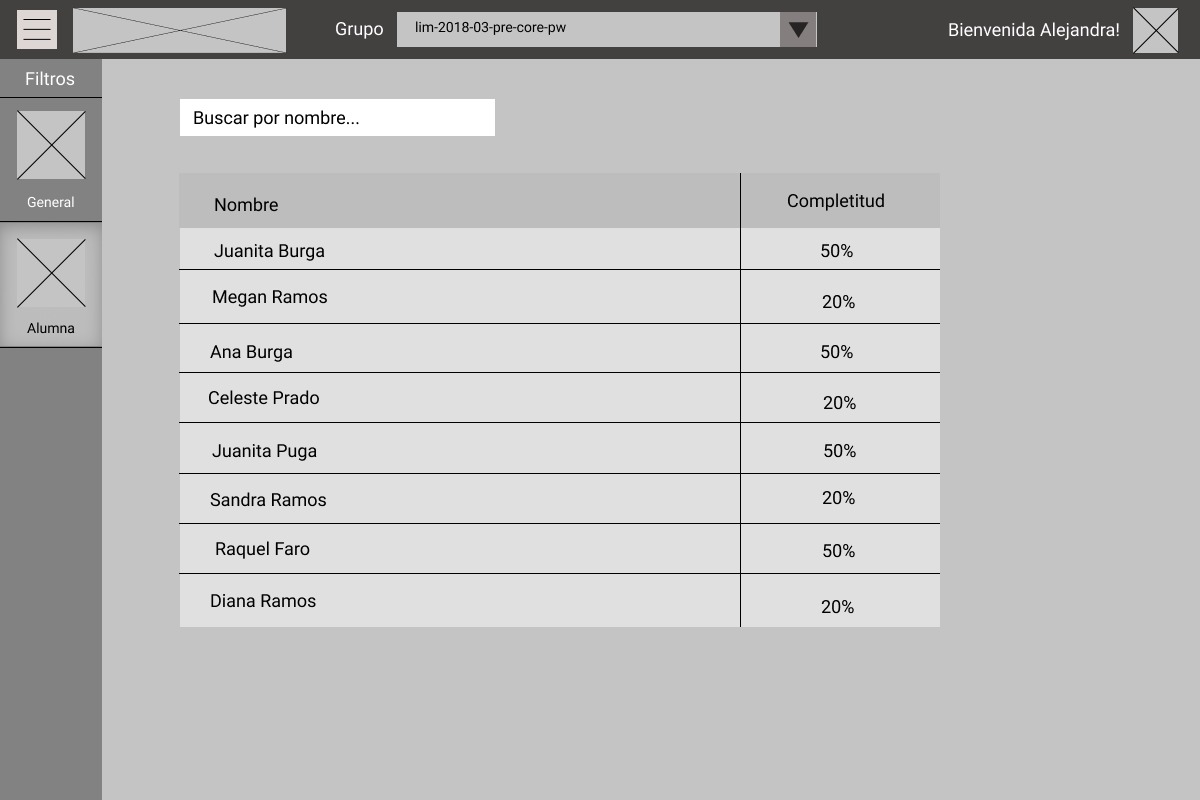 Grupo lim-2018-03-pre-core-pw Bienvenida Alejandra!
Filtros
General
Alumna
Buscar por nombre...
Nombre Completitud
Juanita Burga 50%
Megan Ramos 20%
Ana Burga 50%
Celeste Prado 20%
Juanita Puga 50%
Sandra Ramos 20%
Raquel Faro 50%
Diana Ramos 20%